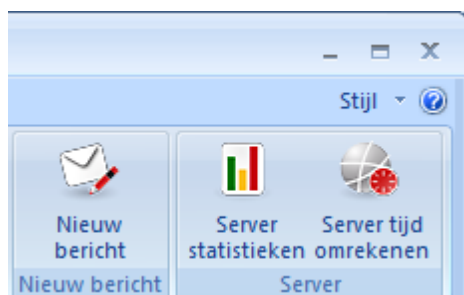 Stijl
Nieuw
bericht
Server
statistieken
Server tijd
omrekenen
Nieuw bericht
Server